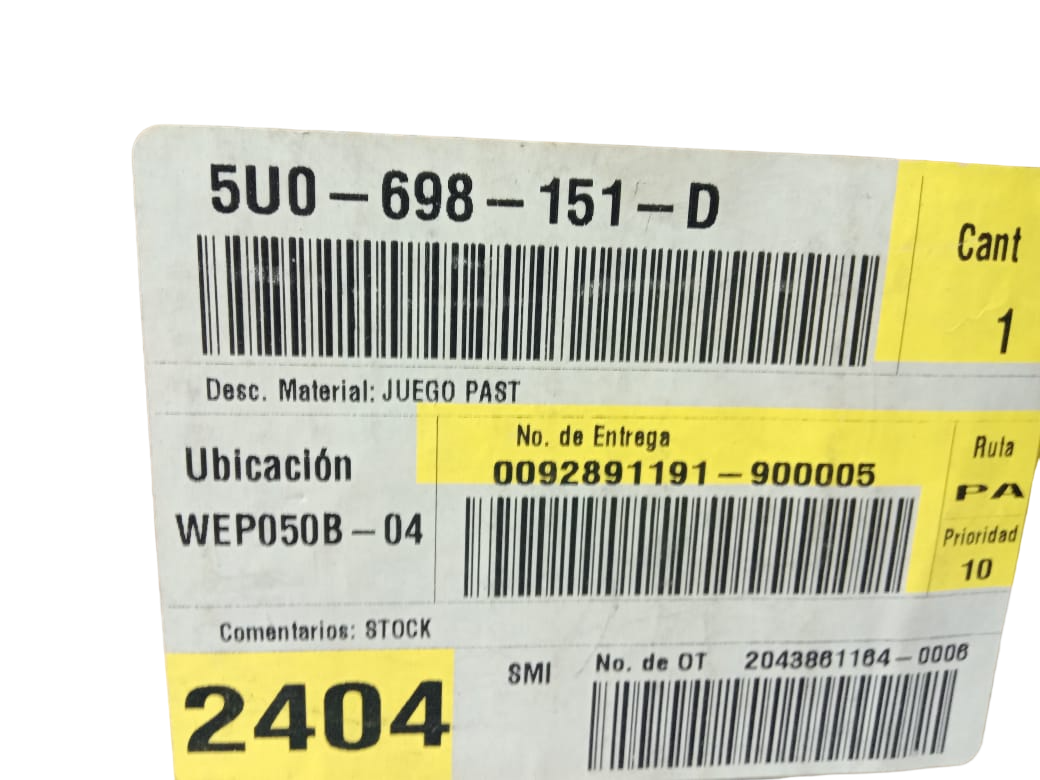 5U0-698-151-D
Cant
1
Desc. Material: JUEGO PAST
Ubicación
WEP050B-04
No. de Entrega
0092891191-900005
Ruta
PA
Prioridad
10
Comentarios: STOCK
2404
SMI
No. de OT 2043861164-0006